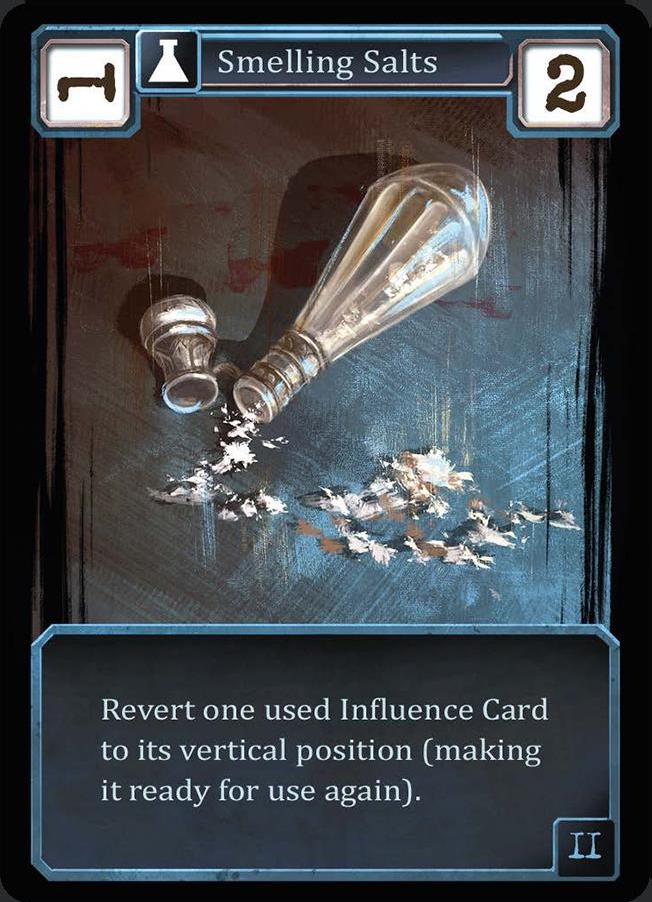 1
Smelling Salts
2
Revert one used Influence Card
to its vertical position (making
it ready for use again).
II